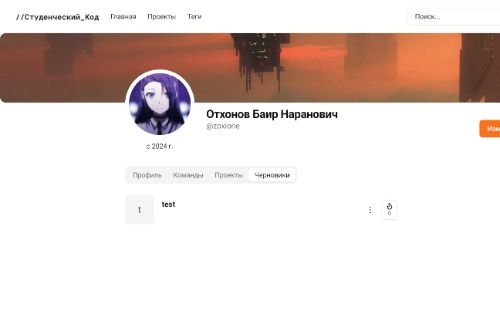 //Студенческий_Код Главная Проекты Теги Поиск...
Отхонов Баир Наранович
@zoxione
Изм
с 2024 г.
Профиль Команды Проекты Черновики
t test
0